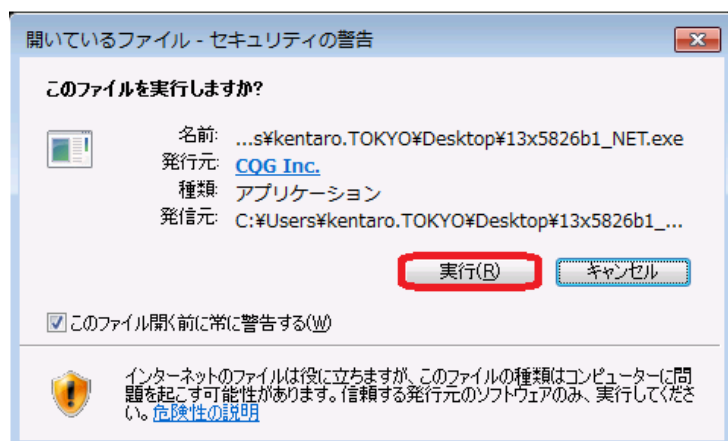 開いているファイル - セキュリティの警告
このファイルを実行しますか?
名前: ...s¥kentaro.TOKYO¥Desktop¥13x5826b1_NET.exe
発行元: CQG Inc.
種類: アプリケーション
発信元: C:¥Users¥kentaro.TOKYO¥Desktop¥13x5826b1_...
実行(R) キャンセル
このファイル開く前に常に警告する(W)
インターネットのファイルは役に立ちますが、このファイルの種類はコンピューターに問
題を起こす可能性があります。信頼する発行元のソフトウェアのみ、実行してくださ
い。危険性の説明